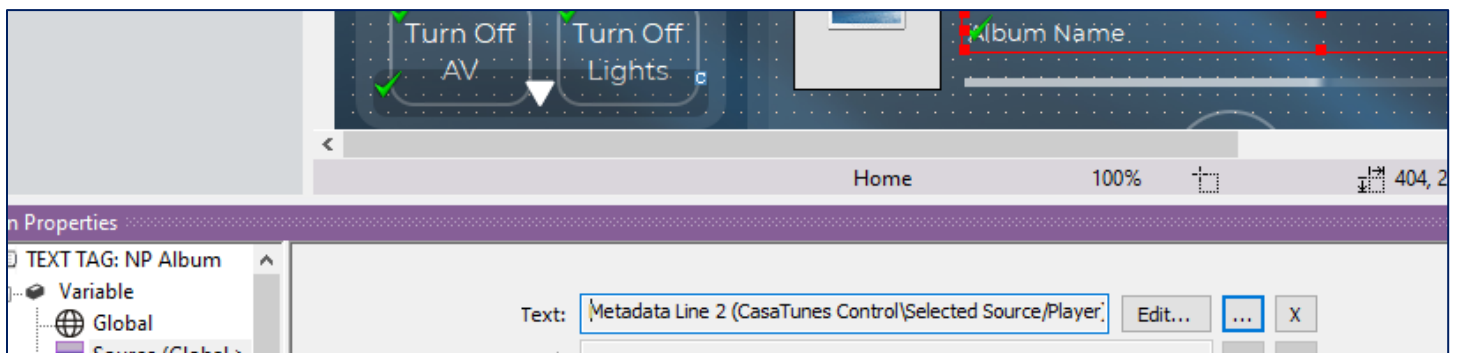 Turn Off
AV
Turn Off
Lights
c
Album Name
Home
100%
404, 2
n Properties
TEXT TAG: NP Album
Variable
Global
Source (Global >
Text:
Metadata Line 2 (CasaTunes Control\Selected Source/Player)
Edit...
...
X